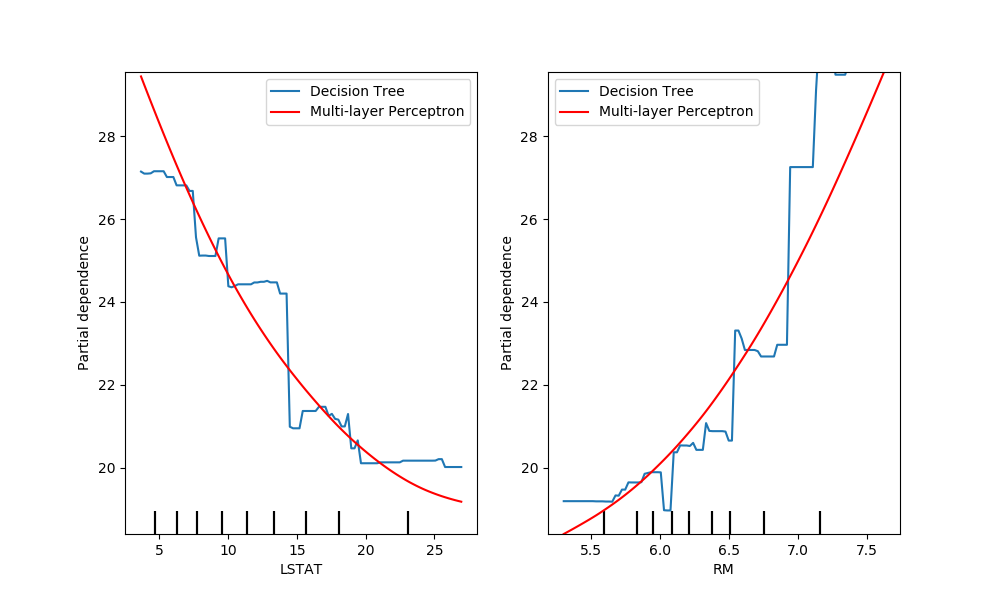 Decision Tree
Multi-layer Perceptron
Partial dependence
28
26
24
22
20
5 10 15 20 25
LSTAT
Decision Tree
Multi-layer Perceptron
Partial dependence
28
26
24
22
20
5.5 6.0 6.5 7.0 7.5
RM